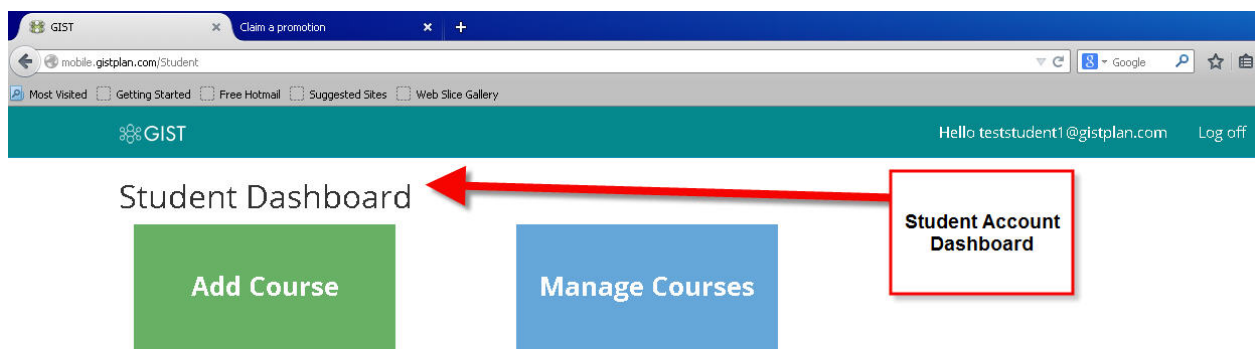 GIST
Claim a promotion
mobile.gistplan.com/Student
Google
Most Visited Getting Started Free Hotmail Suggested Sites Web Slice Gallery
GIST
Hello teststudent1@gistplan.com Log off
Student Dashboard
Student Account
Dashboard
Add Course
Manage Courses